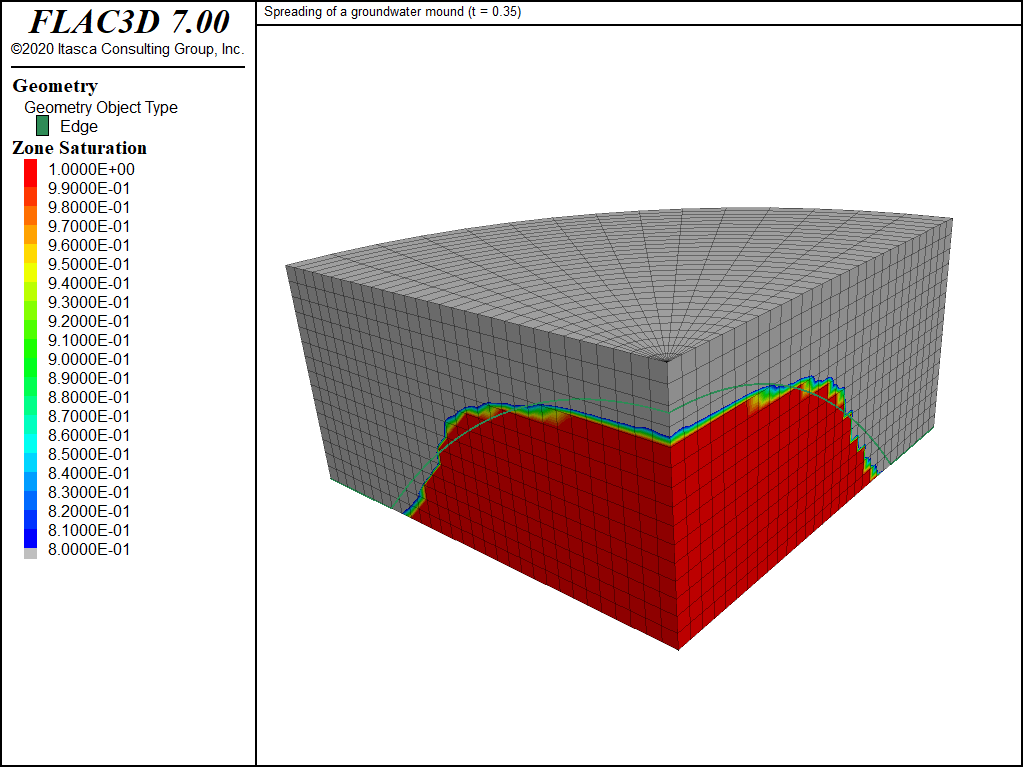 FLAC3D 7.00
©2020 Itasca Consulting Group, Inc.
Geometry
Geometry Object Type
Edge
Zone Saturation
1.0000E+00
9.9000E-01
9.8000E-01
9.7000E-01
9.6000E-01
9.5000E-01
9.4000E-01
9.3000E-01
9.2000E-01
9.1000E-01
9.0000E-01
8.9000E-01
8.8000E-01
8.7000E-01
8.6000E-01
8.5000E-01
8.4000E-01
8.3000E-01
8.2000E-01
8.1000E-01
8.0000E-01
Spreading of a groundwater mound (t = 0.35)